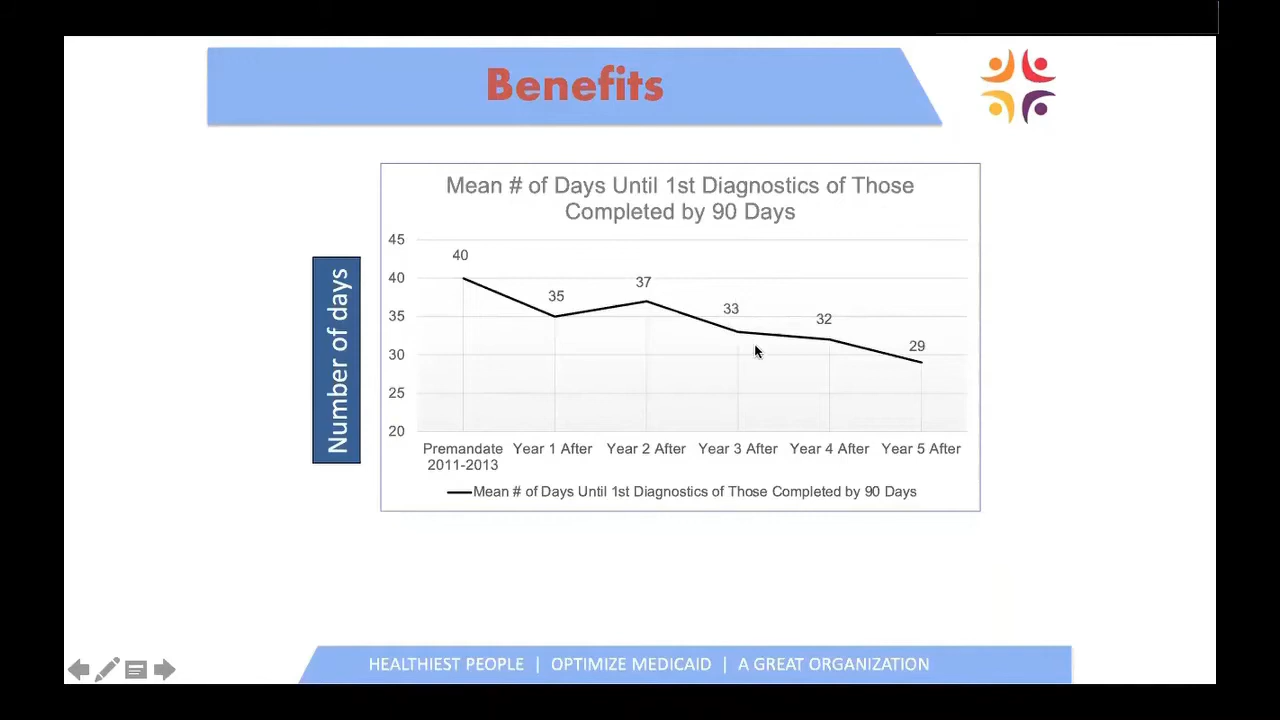 Benefits
Mean # of Days Until 1st Diagnostics of Those
Completed by 90 Days
Number of days
45
40
35
30
25
20
40
35
37
33
32
29
Premandate
2011-2013
Year 1 After
Year 2 After
Year 3 After
Year 4 After
Year 5 After
Mean # of Days Until 1st Diagnostics of Those Completed by 90 Days
HEALTHIEST PEOPLE | OPTIMIZE MEDICAID | A GREAT ORGANIZATION